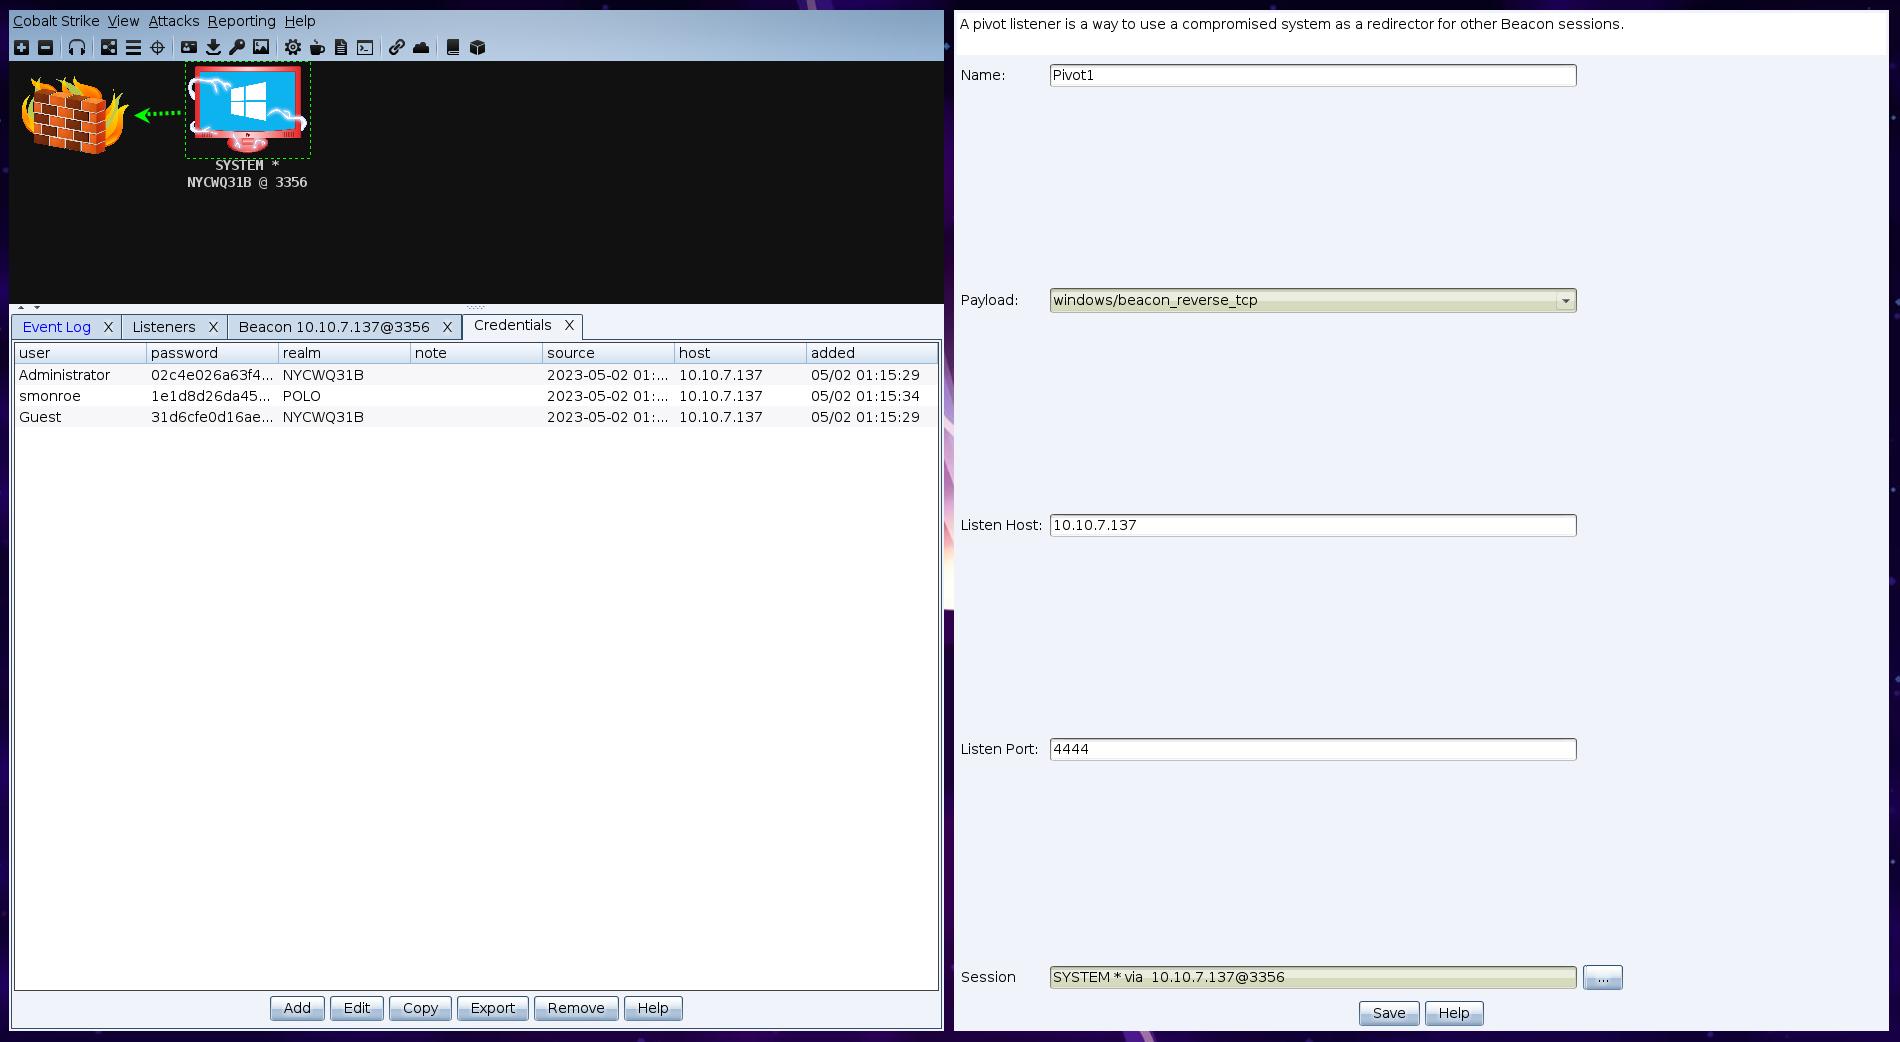 Cobalt Strike View Attacks Reporting Help
SYSTEM *
NYCWQ31B @ 3356
Event Log X Listeners X Beacon 10.10.7.137@3356 X Credentials X
user password realm note source host added
Administrator 02c4e026a63f4... NYCWQ31B 2023-05-02 01:... 10.10.7.137 05/02 01:15:29
smonroe 1e1d8d26da45... POLO 2023-05-02 01:... 10.10.7.137 05/02 01:15:34
Guest 31d6cfe0d16ae... NYCWQ31B 2023-05-02 01:... 10.10.7.137 05/02 01:15:29
Add Edit Copy Export Remove Help
A pivot listener is a way to use a compromised system as a redirector for other Beacon sessions.
Name: Pivot1
Payload: windows/beacon_reverse_tcp
Listen Host: 10.10.7.137
Listen Port: 4444
Session SYSTEM * via 10.10.7.137@3356 ...
Save Help